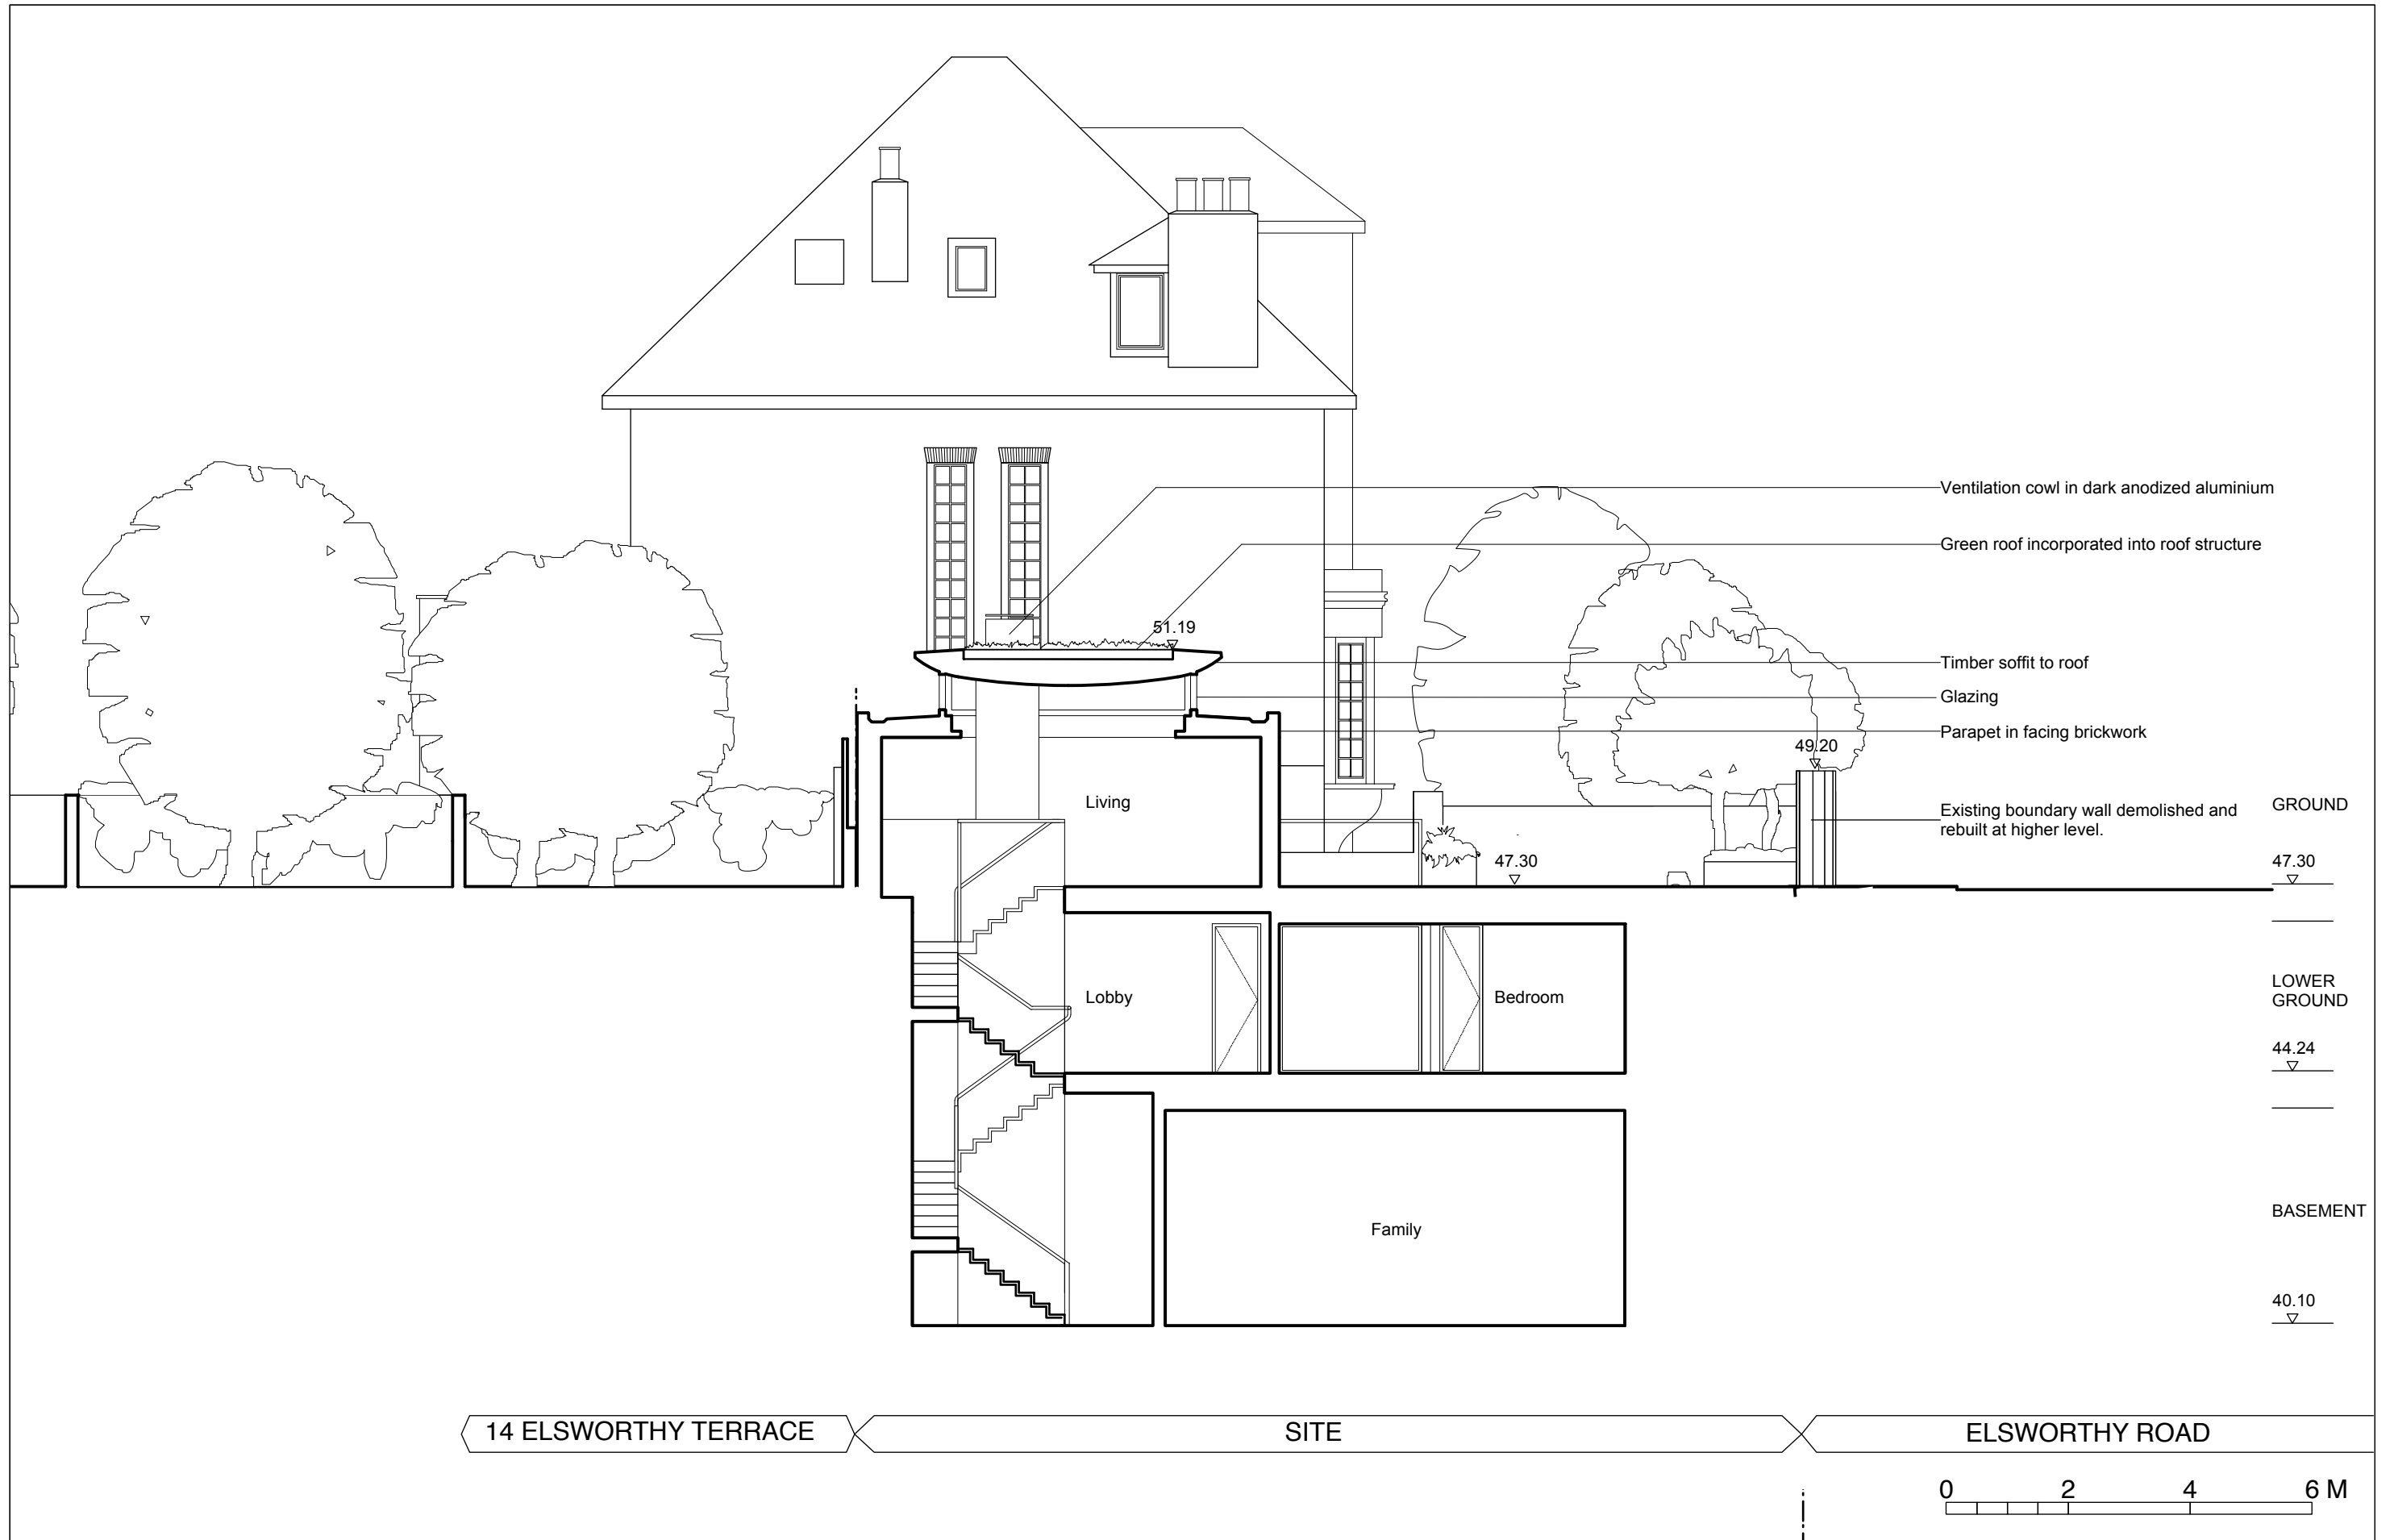 Ventilation cowl in dark anodized aluminium
Green roof incorporated into roof structure
51.19
Timber soffit to roof
Glazing
Parapet in facing brickwork
49.20
Living
Existing boundary wall demolished and
rebuilt at higher level.
GROUND
47.30
47.30
Lobby
Bedroom
LOWER
GROUND
44.24
BASEMENT
Family
40.10
14 ELSWORTHY TERRACE
SITE
ELSWORTHY ROAD
0 2 4 6 M